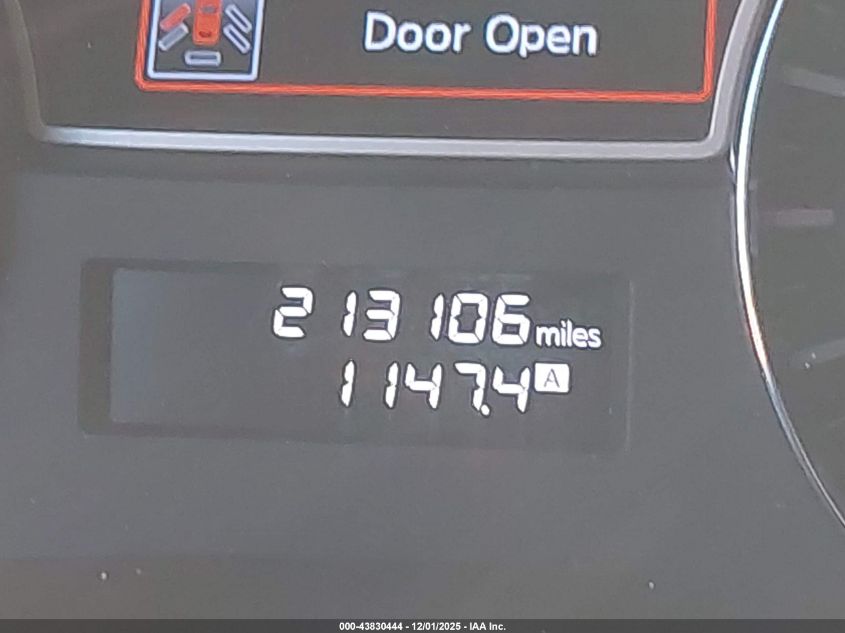 Door Open
213106 miles
1147.4 A
000-43830444 - 12/01/2025 - IAA Inc.